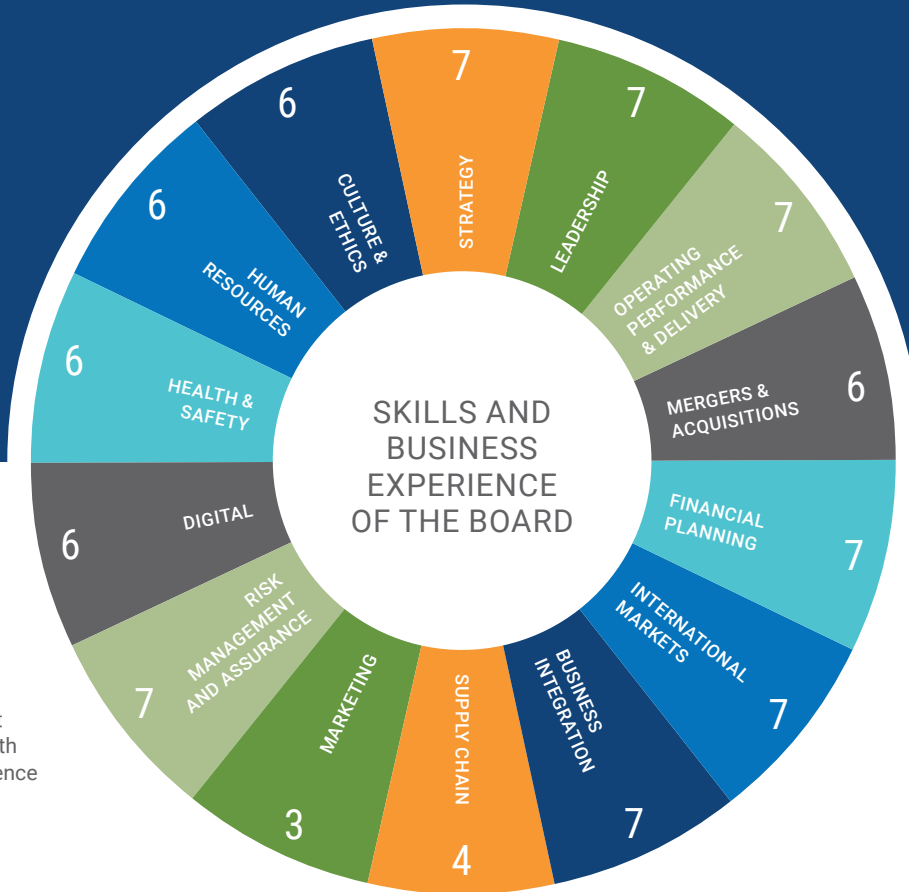 SKILLS AND
BUSINESS
EXPERIENCE
OF THE BOARD
7
STRATEGY
7
LEADERSHIP
7
OPERATING
PERFORMANCE
& DELIVERY
6
MERGERS &
ACQUISITIONS
7
FINANCIAL
PLANNING
7
INTERNATIONAL
MARKETS
7
BUSINESS
INTEGRATION
4
SUPPLY CHAIN
3
MARKETING
7
RISK
MANAGEMENT
AND ASSURANCE
6
DIGITAL
6
HEALTH &
SAFETY
6
HUMAN
RESOURCES
6
CULTURE &
ETHICS